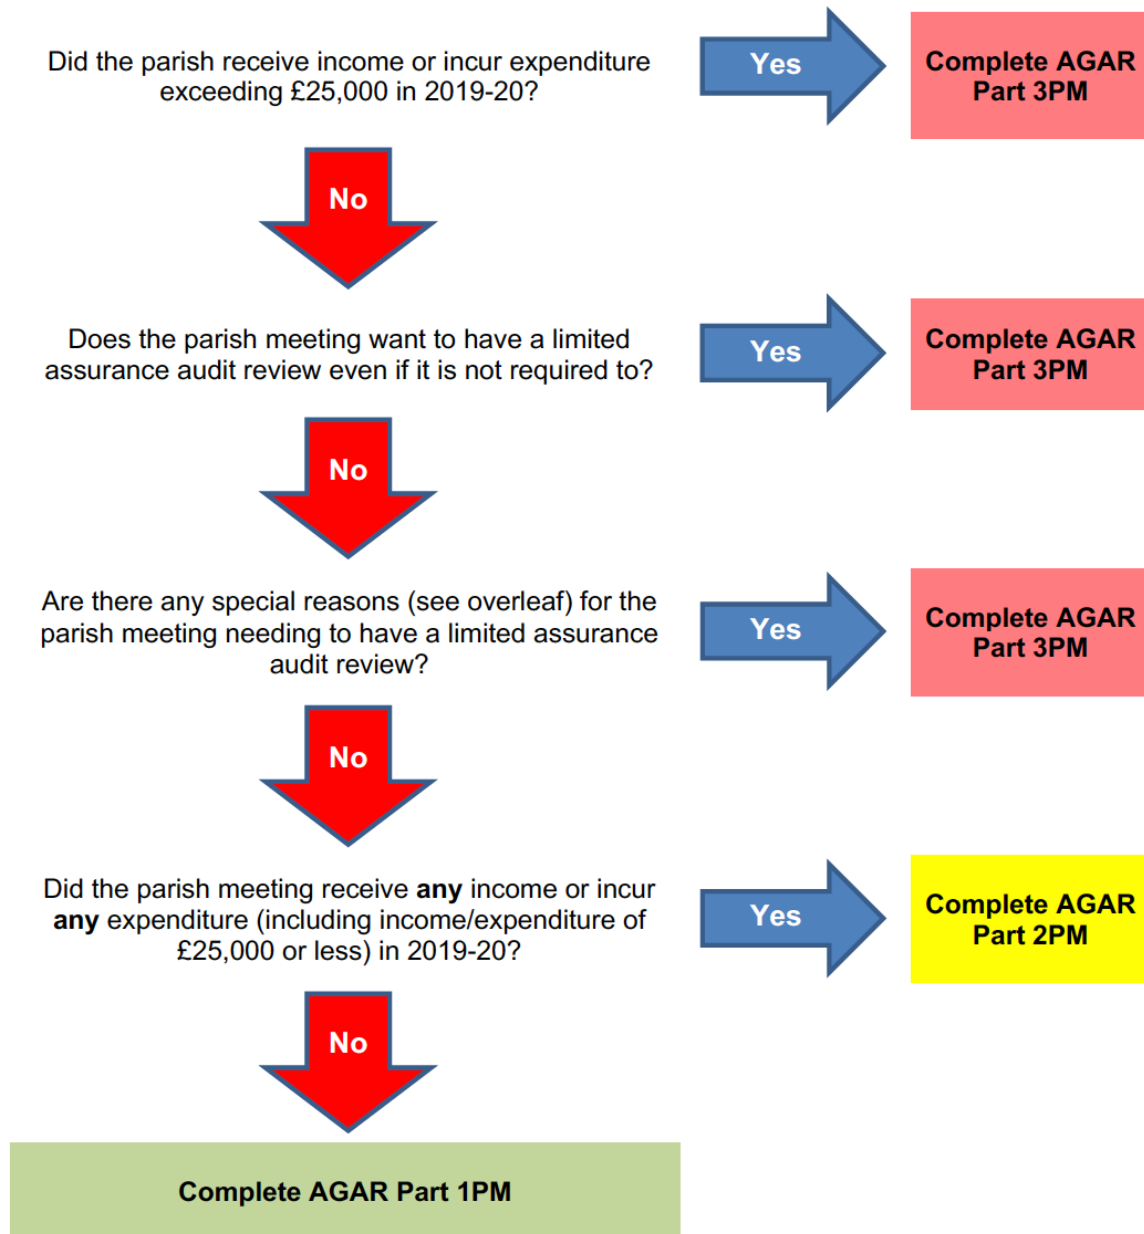 Did the parish receive income or incur expenditure
exceeding £25,000 in 2019-20?
Yes
Complete AGAR
Part 3PM
No
Does the parish meeting want to have a limited
assurance audit review even if it is not required to?
Yes
Complete AGAR
Part 3PM
No
Are there any special reasons (see overleaf) for the
parish meeting needing to have a limited assurance
audit review?
Yes
Complete AGAR
Part 3PM
No
Did the parish meeting receive any income or incur
any expenditure (including income/expenditure of
£25,000 or less) in 2019-20?
Yes
Complete AGAR
Part 2PM
No
Complete AGAR Part 1PM